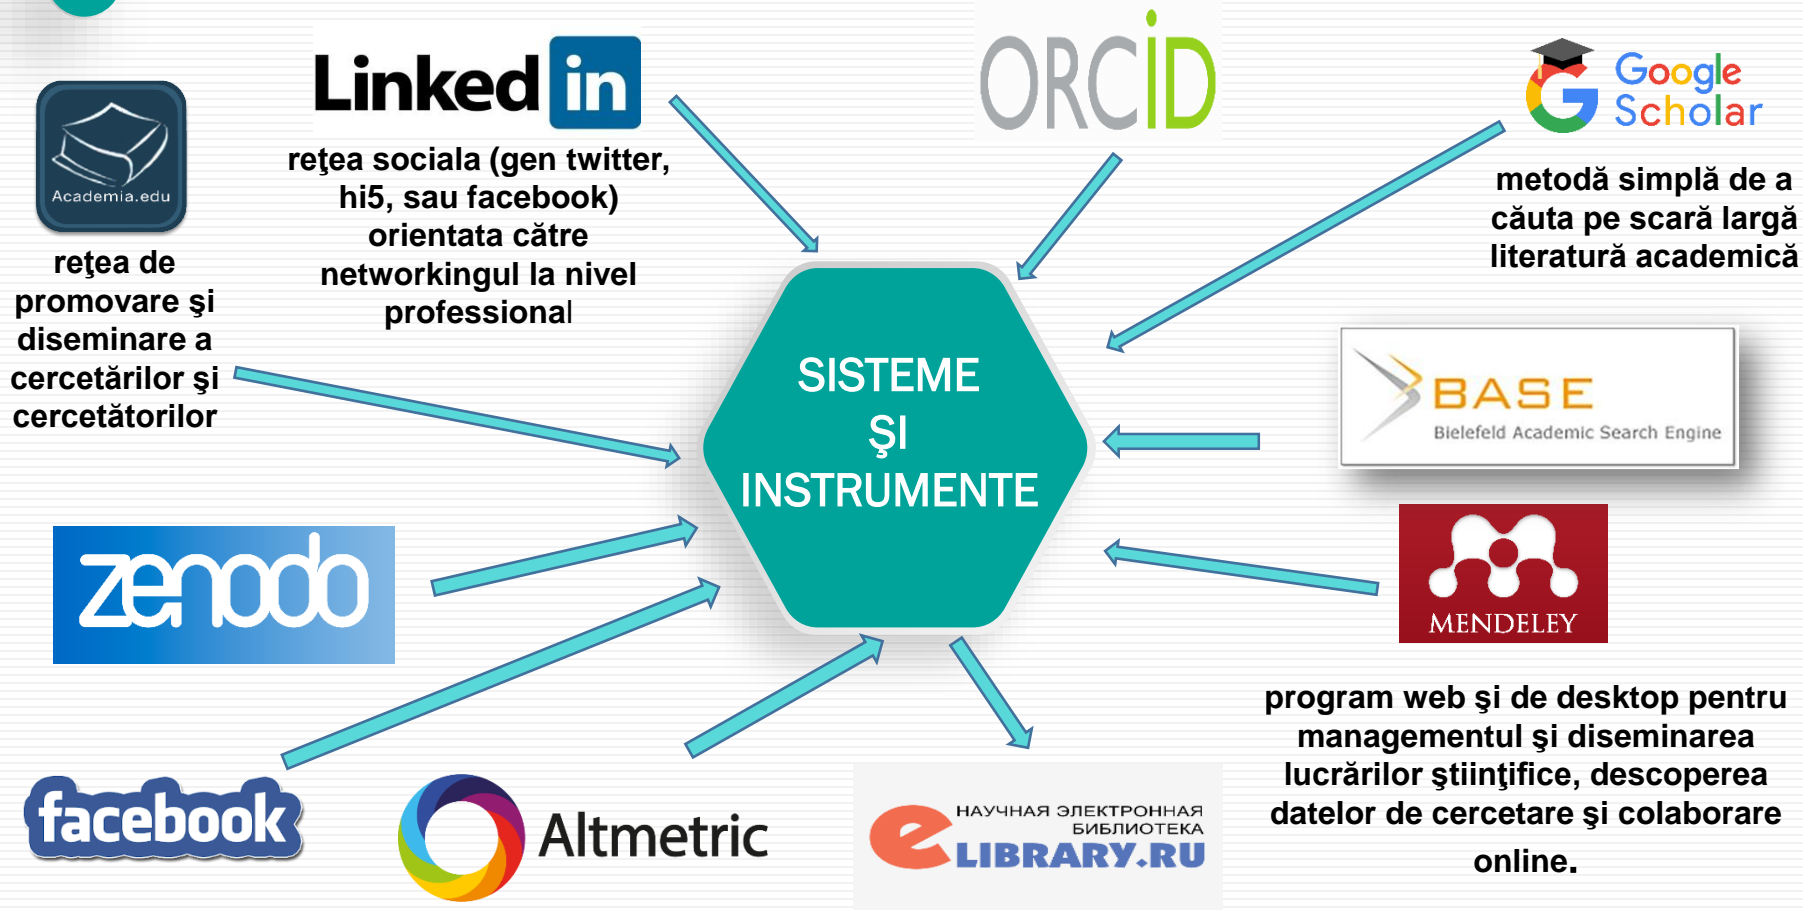 Linked in
reţea sociala (gen twitter,
hi5, sau facebook)
orientata către
networkingul la nivel
professional
ORCID
Google
Scholar
metodă simplă de a
căuta pe scară largă
literatură academică
Academia.edu
reţea de
promovare şi
diseminare a
cercetărilor şi
cercetătorilor
SISTEME
ŞI
INSTRUMENTE
BASE
Bielefeld Academic Search Engine
zenodo
MENDELEY
program web şi de desktop pentru
managementul şi diseminarea
lucrărilor ştiinţifice, descoperea
datelor de cercetare şi colaborare
online.
facebook
Altmetric
НАУЧНАЯ ЭЛЕКТРОННАЯ
БИБЛИОТЕКА
eLIBRARY.RU